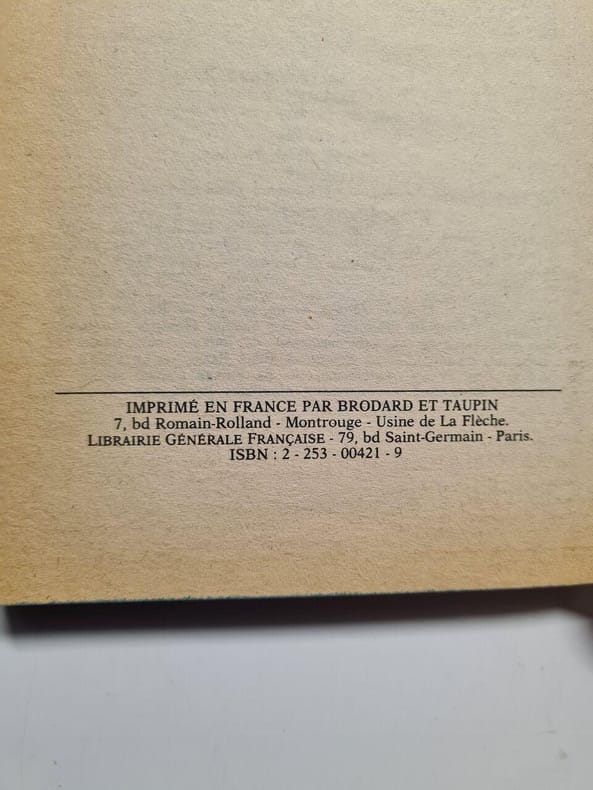 IMPRIMÉ EN FRANCE PAR BRODARD ET TAUPIN
7, bd Romain-Rolland - Montrouge - Usine de La Flèche.
LIBRAIRIE GÉNÉRALE FRANÇAISE - 79, bd Saint-Germain - Paris.
ISBN : 2 - 253 - 00421 - 9